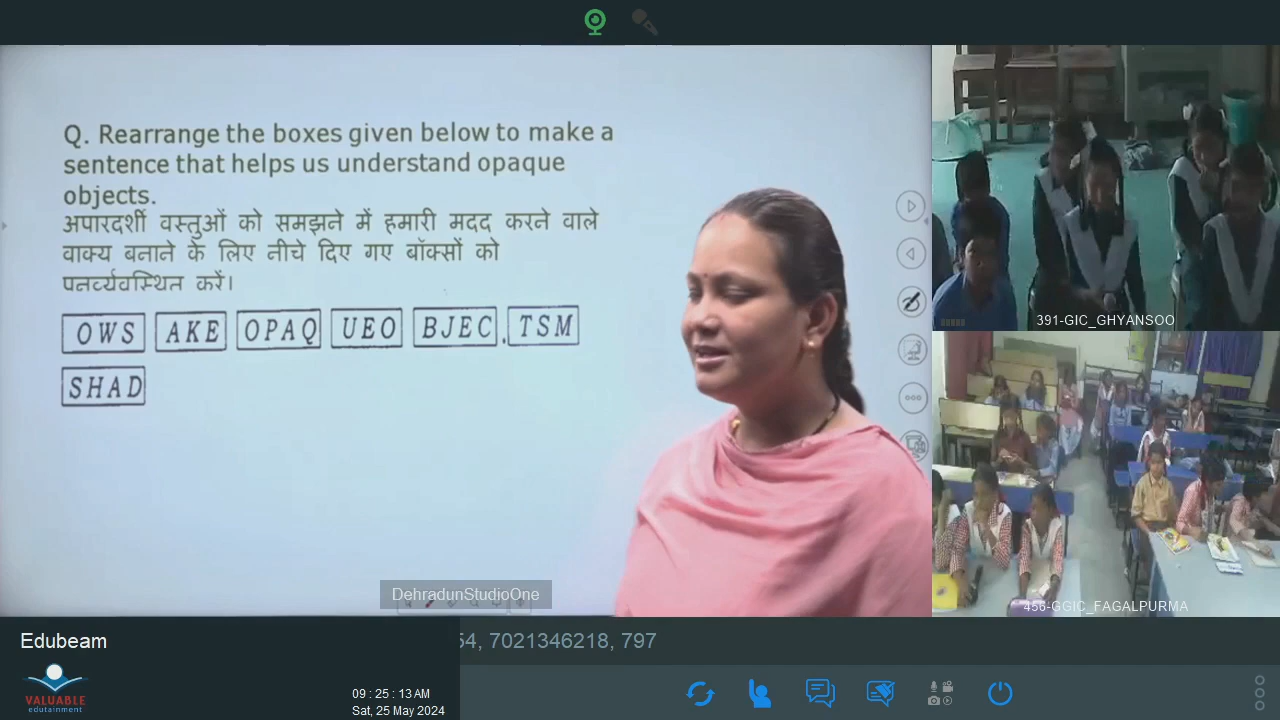 Q. Rearrange the boxes given below to make a
sentence that helps us understand opaque
objects.
अपारदर्शी वस्तुओं को समझने में हमारी मदद करने वाले
वाक्य बनाने के लिए नीचे दिए गए बॉक्सों को
पुनर्व्यवस्थित करें।
OWS AKE OPAQ UEO BJEC . TSM
SHAD
DehradunStudioOne
391-GIC_GHYANSOO
456-GGIC_FAGALPURMA
Edubeam
54, 7021346218, 797
VALUABLE
edutainment
09 : 25 : 13 AM
Sat, 25 May 2024